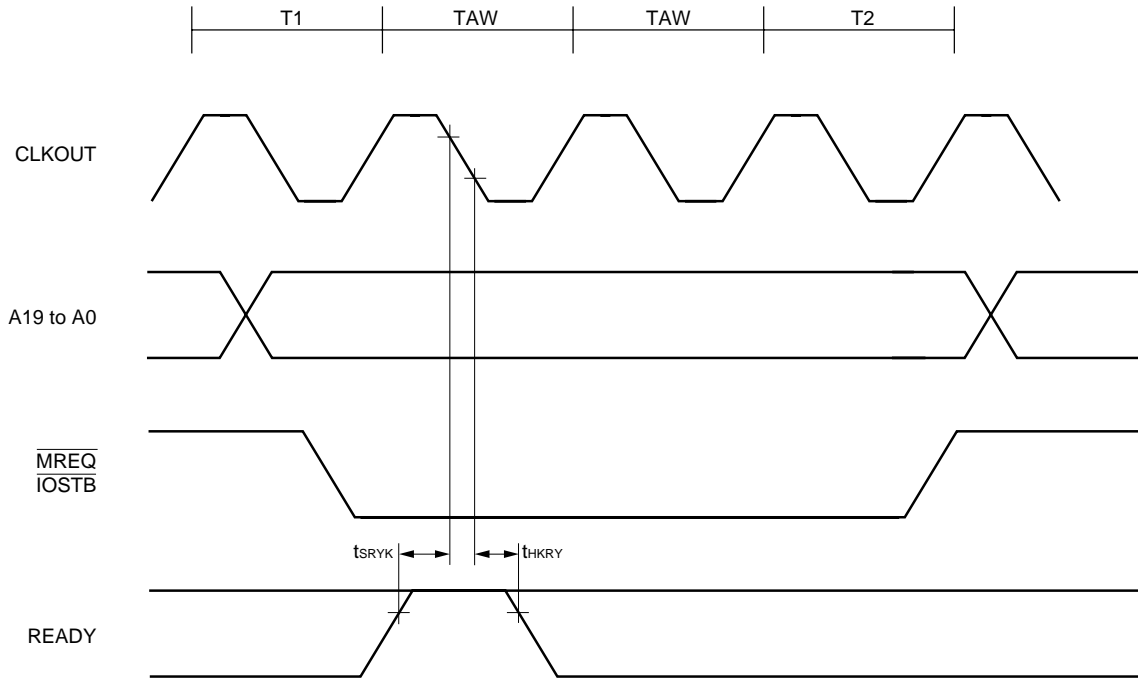 T1 TAW TAW T2
CLKOUT
A19 to A0
MREQ
IOSTB
tSRYK tHKRY
READY